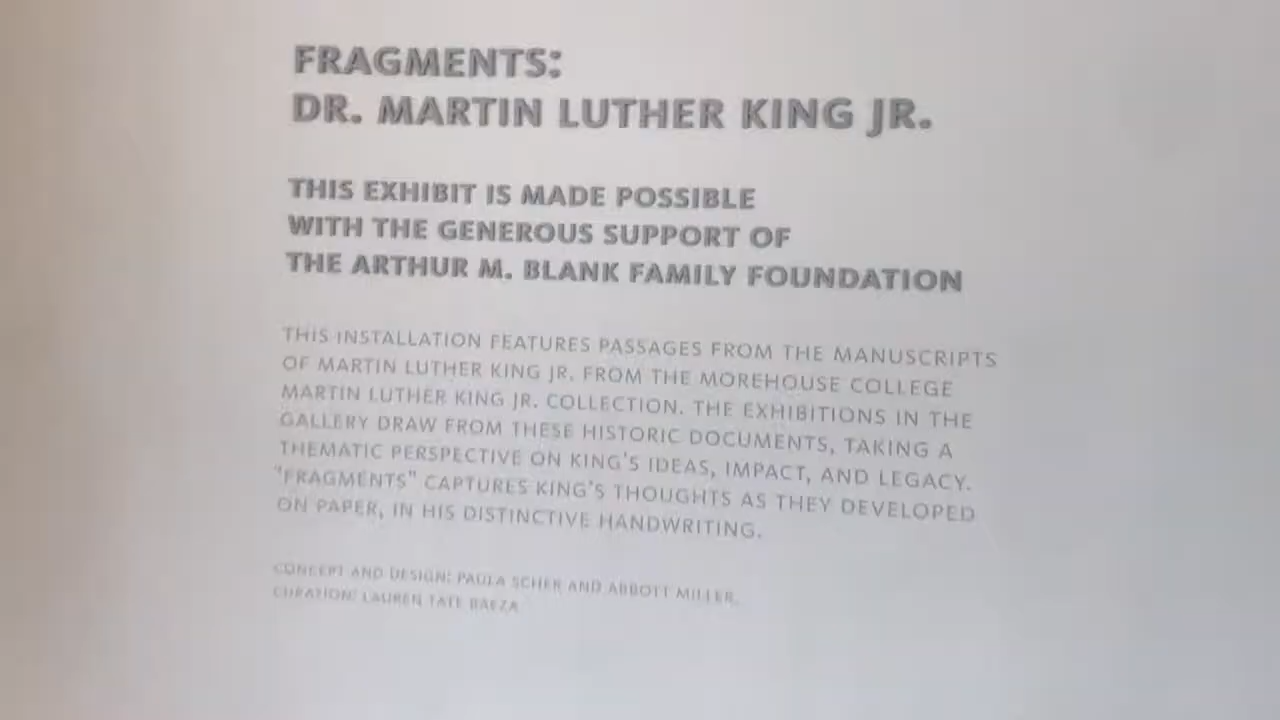 FRAGMENTS:
DR. MARTIN LUTHER KING JR.
THIS EXHIBIT IS MADE POSSIBLE
WITH THE GENEROUS SUPPORT OF
THE ARTHUR M. BLANK FAMILY FOUNDATION
THIS INSTALLATION FEATURES PASSAGES FROM THE MANUSCRIPTS
OF MARTIN LUTHER KING JR. FROM THE MOREHOUSE COLLEGE
MARTIN LUTHER KING JR. COLLECTION. THE EXHIBITIONS IN THE
GALLERY DRAW FROM THESE HISTORIC DOCUMENTS, TAKING A
THEMATIC PERSPECTIVE ON KING'S IDEAS, IMPACT, AND LEGACY.
"FRAGMENTS" CAPTURES KING'S THOUGHTS AS THEY DEVELOPED
ON PAPER, IN HIS DISTINCTIVE HANDWRITING.
CONCEPT AND DESIGN: PAULA SCHER AND ABBOTT MILLER.
CURATION: LAUREN TATE BAEZA